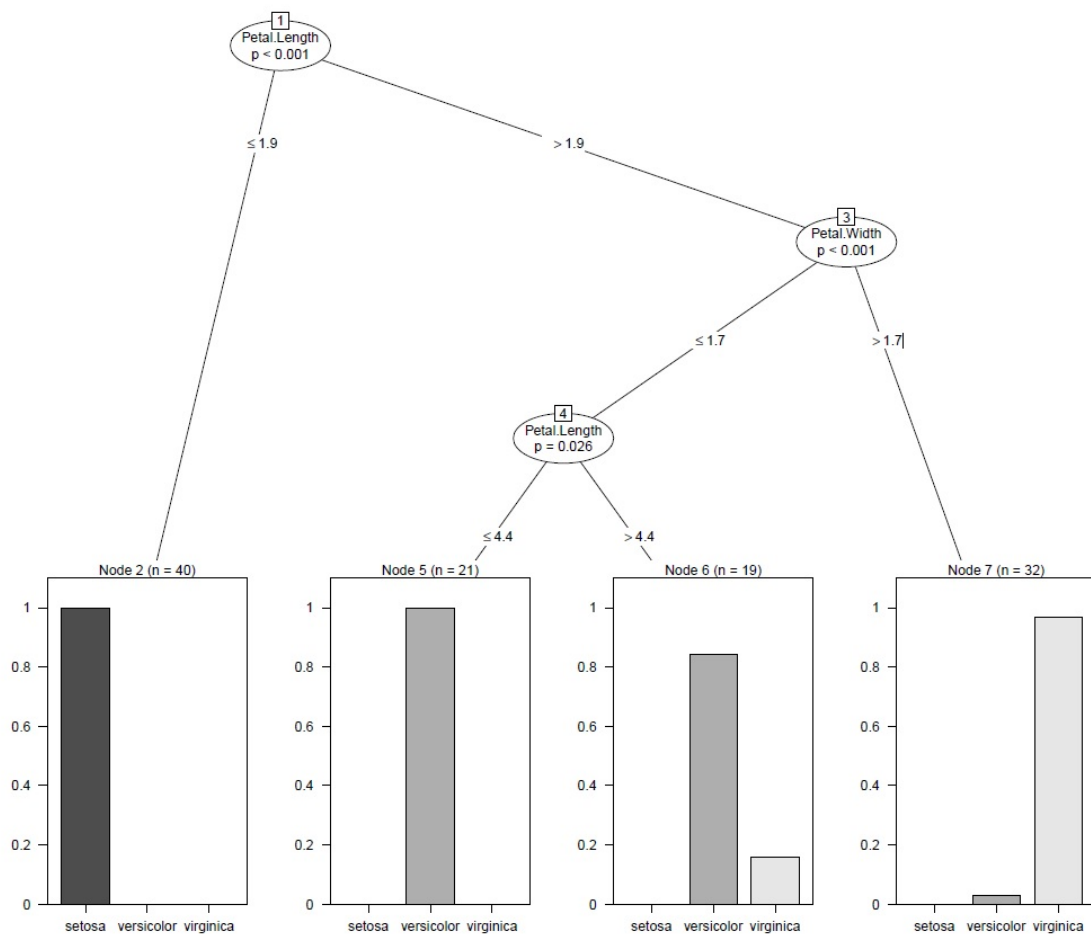 1
Petal.Length
p < 0.001
≤ 1.9
> 1.9
3
Petal.Width
p < 0.001
≤ 1.7
> 1.7
4
Petal.Length
p = 0.026
≤ 4.4
> 4.4
Node 2 (n = 40)
1
0.8
0.6
0.4
0.2
0
setosa versicolor virginica
Node 5 (n = 21)
1
0.8
0.6
0.4
0.2
0
setosa versicolor virginica
Node 6 (n = 19)
1
0.8
0.6
0.4
0.2
0
setosa versicolor virginica
Node 7 (n = 32)
1
0.8
0.6
0.4
0.2
0
setosa versicolor virginica